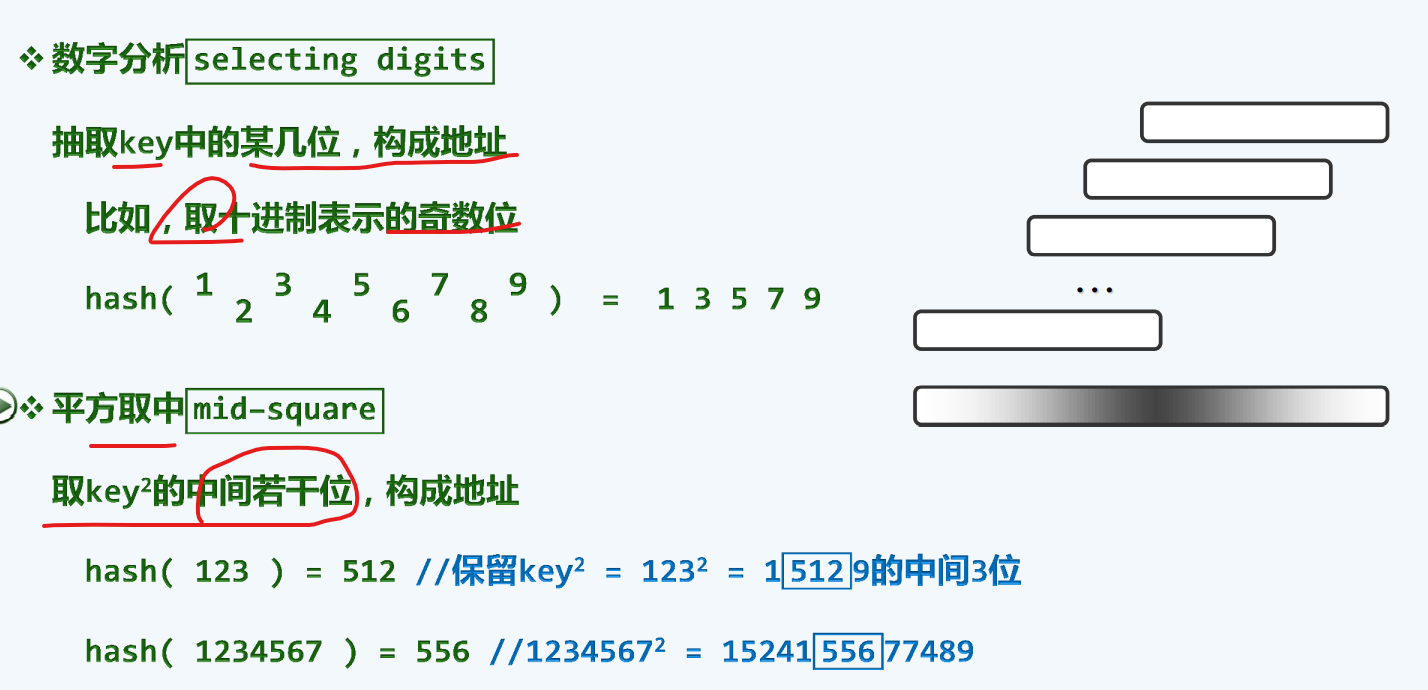 ❖ 数字分析 selecting digits
抽取key中的某几位，构成地址
比如，取十进制表示的奇数位
hash( 1 2 3 4 5 6 7 8 9 ) = 1 3 5 7 9
...
❖ 平方取中 mid-square
取key²的中间若干位，构成地址
hash( 123 ) = 512 //保留key² = 123² = 15129的中间3位
hash( 1234567 ) = 556 //1234567² = 1524155677489